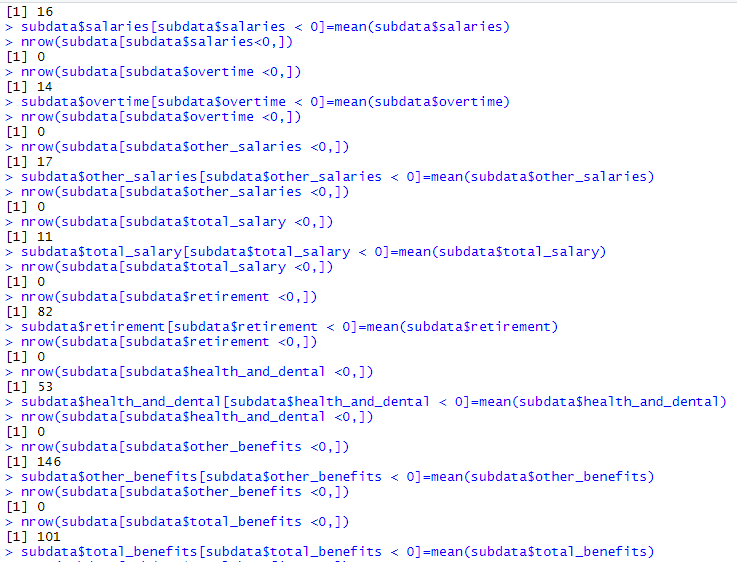 [1] 16
> subdata$salaries[subdata$salaries < 0]=mean(subdata$salaries)
> nrow(subdata[subdata$salaries<0,])
[1] 0
> nrow(subdata[subdata$overtime <0,])
[1] 14
> subdata$overtime[subdata$overtime < 0]=mean(subdata$overtime)
> nrow(subdata[subdata$overtime <0,])
[1] 0
> nrow(subdata[subdata$other_salaries <0,])
[1] 17
> subdata$other_salaries[subdata$other_salaries < 0]=mean(subdata$other_salaries)
> nrow(subdata[subdata$other_salaries <0,])
[1] 0
> nrow(subdata[subdata$total_salary <0,])
[1] 11
> subdata$total_salary[subdata$total_salary < 0]=mean(subdata$total_salary)
> nrow(subdata[subdata$total_salary <0,])
[1] 0
> nrow(subdata[subdata$retirement <0,])
[1] 82
> subdata$retirement[subdata$retirement < 0]=mean(subdata$retirement)
> nrow(subdata[subdata$retirement <0,])
[1] 0
> nrow(subdata[subdata$health_and_dental <0,])
[1] 53
> subdata$health_and_dental[subdata$health_and_dental < 0]=mean(subdata$health_and_dental)
> nrow(subdata[subdata$health_and_dental <0,])
[1] 0
> nrow(subdata[subdata$other_benefits <0,])
[1] 146
> subdata$other_benefits[subdata$other_benefits < 0]=mean(subdata$other_benefits)
> nrow(subdata[subdata$other_benefits <0,])
[1] 0
> nrow(subdata[subdata$total_benefits <0,])
[1] 101
> subdata$total_benefits[subdata$total_benefits < 0]=mean(subdata$total_benefits)